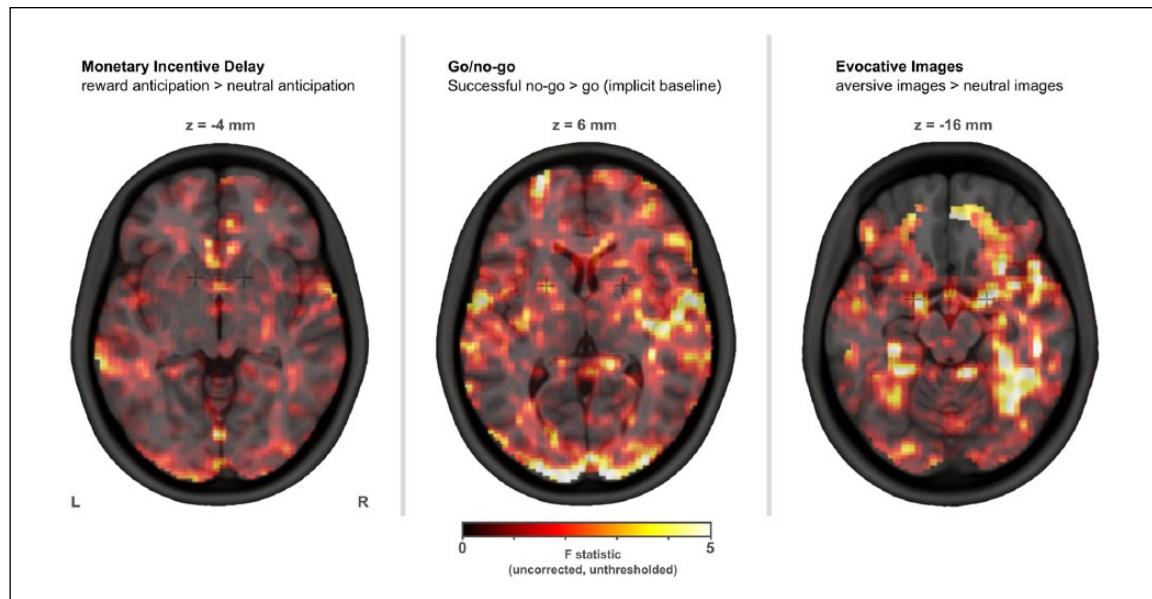 Monetary Incentive Delay
reward anticipation > neutral anticipation
z = -4 mm
Go/no-go
Successful no-go > go (implicit baseline)
z = 6 mm
Evocative Images
aversive images > neutral images
z = -16 mm
L
R
0
5
F statistic
(uncorrected, unthresholded)